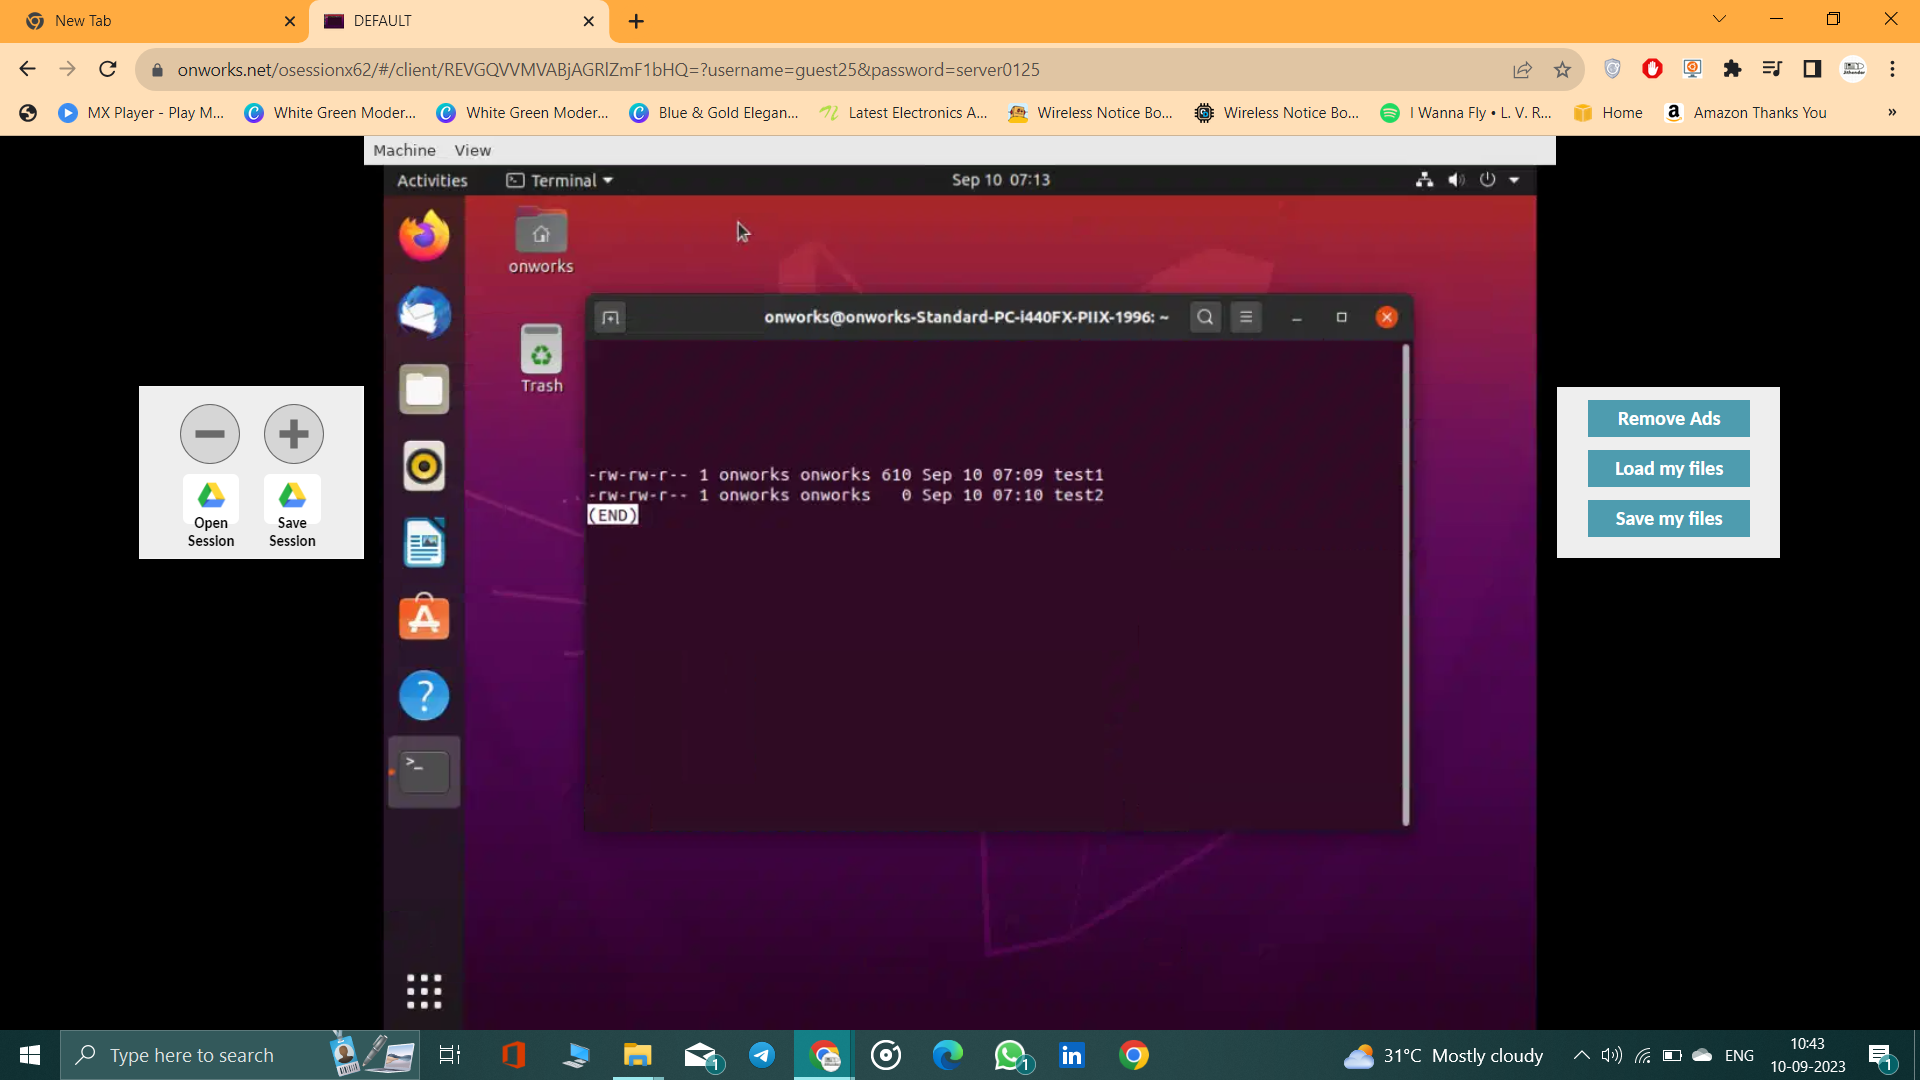 New Tab
DEFAULT
onworks.net/osessionx62/#/client/REVGQVVMVABjAGRlZmF1bHQ=?username=guest25&password=server0125
MX Player - Play M...
White Green Moder...
White Green Moder...
Blue & Gold Elegan...
Latest Electronics A...
Wireless Notice Bo...
Wireless Notice Bo...
I Wanna Fly • L. V. R...
Home
Amazon Thanks You
»
Machine View
Activities
Terminal
Sep 10 07:13
onworks
Trash
onworks@onworks-Standard-PC-i440FX-PIIX-1996: ~
-rw-rw-r-- 1 onworks onworks 610 Sep 10 07:09 test1
-rw-rw-r-- 1 onworks onworks   0 Sep 10 07:10 test2
(END)
Open Session
Save Session
Remove Ads
Load my files
Save my files
Type here to search
1
1
31°C Mostly cloudy
ENG
10:43
10-09-2023
1